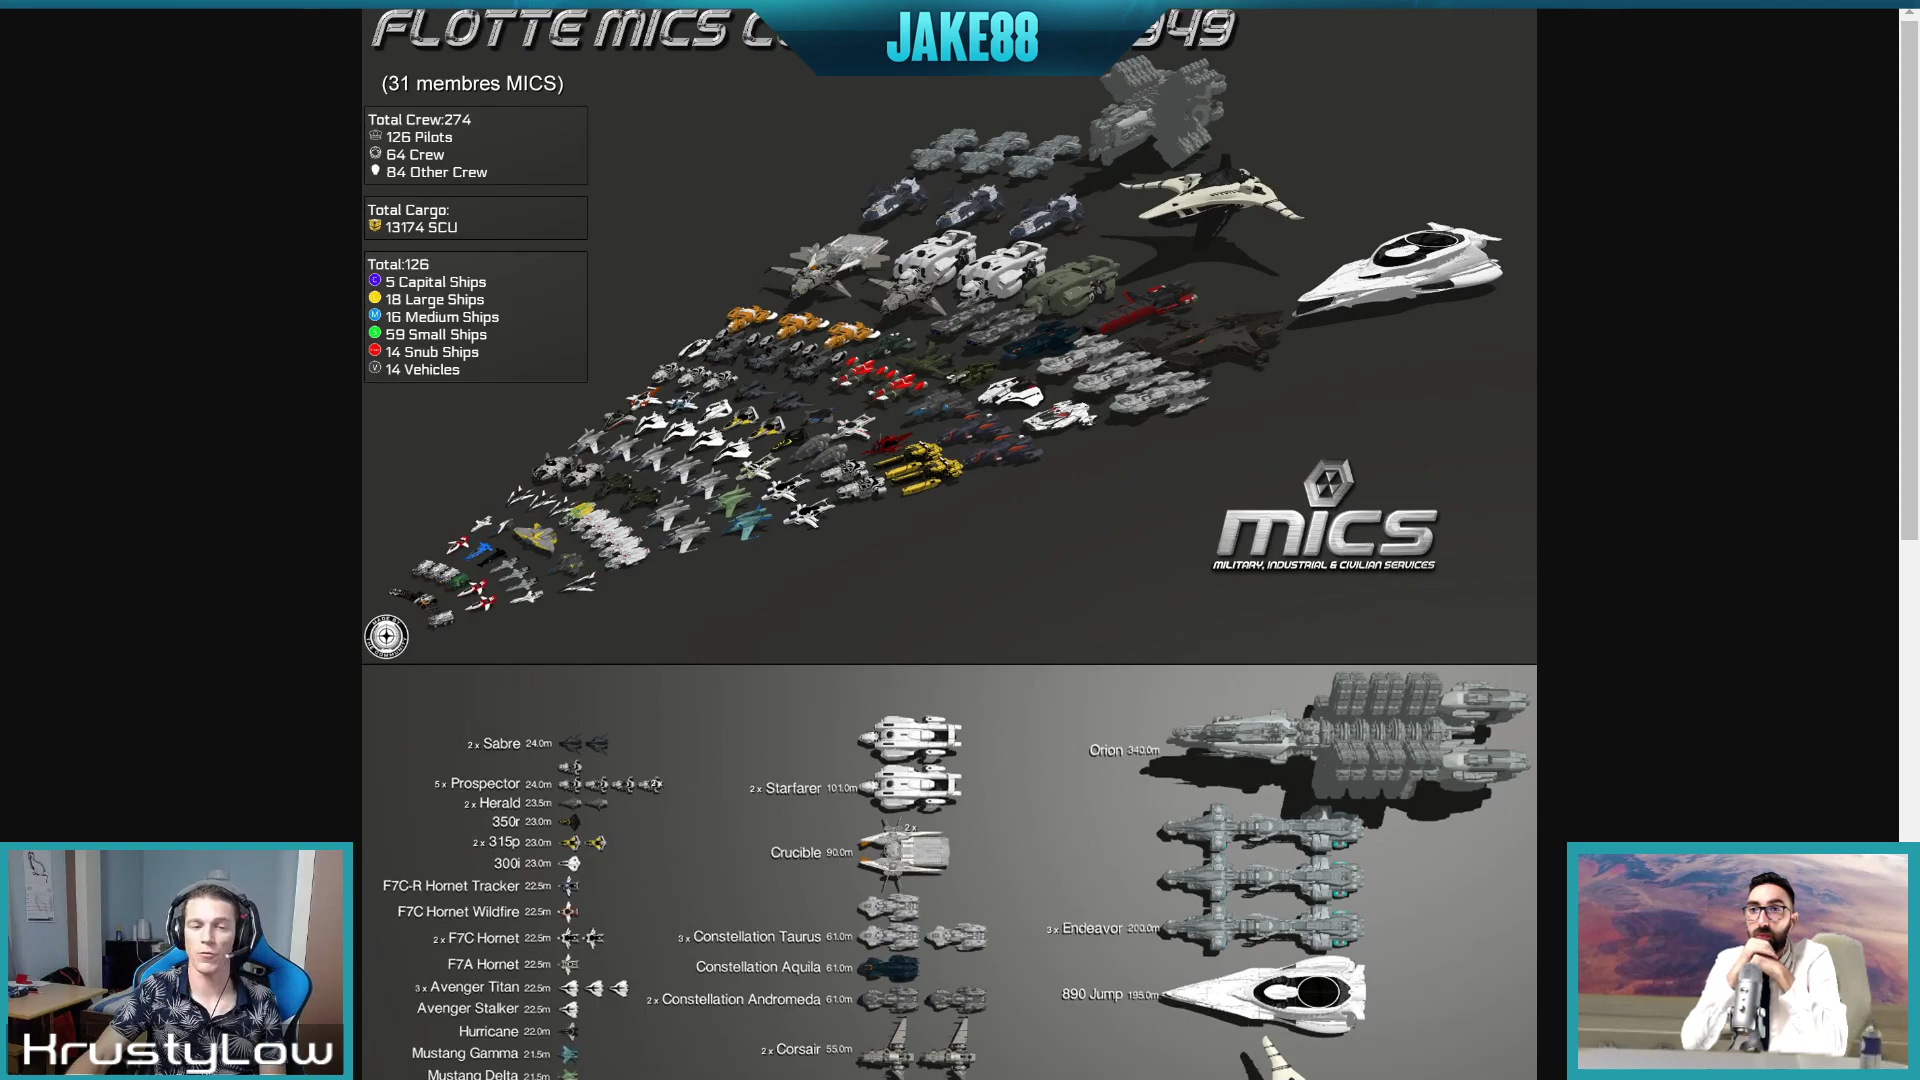 FLOTTE MICS
JAKE88
949
(31 membres MICS)
Total Crew:274
126 Pilots
64 Crew
84 Other Crew
Total Cargo:
13174 SCU
Total:126
5 Capital Ships
18 Large Ships
16 Medium Ships
59 Small Ships
14 Snub Ships
14 Vehicles
MICS
MILITARY, INDUSTRIAL & CIVILIAN SERVICES
MADE BY THE COMMUNITY
2 x Sabre 24.0m
5 x Prospector 24.0m
2 x Herald 23.5m
350r 23.0m
2 x 315p 23.0m
300i 23.0m
F7C-R Hornet Tracker 22.5m
F7C Hornet Wildfire 22.5m
2 x F7C Hornet 22.5m
F7A Hornet 22.5m
3 x Avenger Titan 22.5m
Avenger Stalker 22.5m
Hurricane 22.0m
Mustang Gamma 21.5m
Mustang Delta 21.5m
2 x Starfarer 101.0m
2x
Crucible 90.0m
3 x Constellation Taurus 61.0m
Constellation Aquila 61.0m
2 x Constellation Andromeda 61.0m
2 x Corsair 55.0m
Orion 340.0m
3 x Endeavor 200.0m
890 Jump 195.0m
KrustyLow